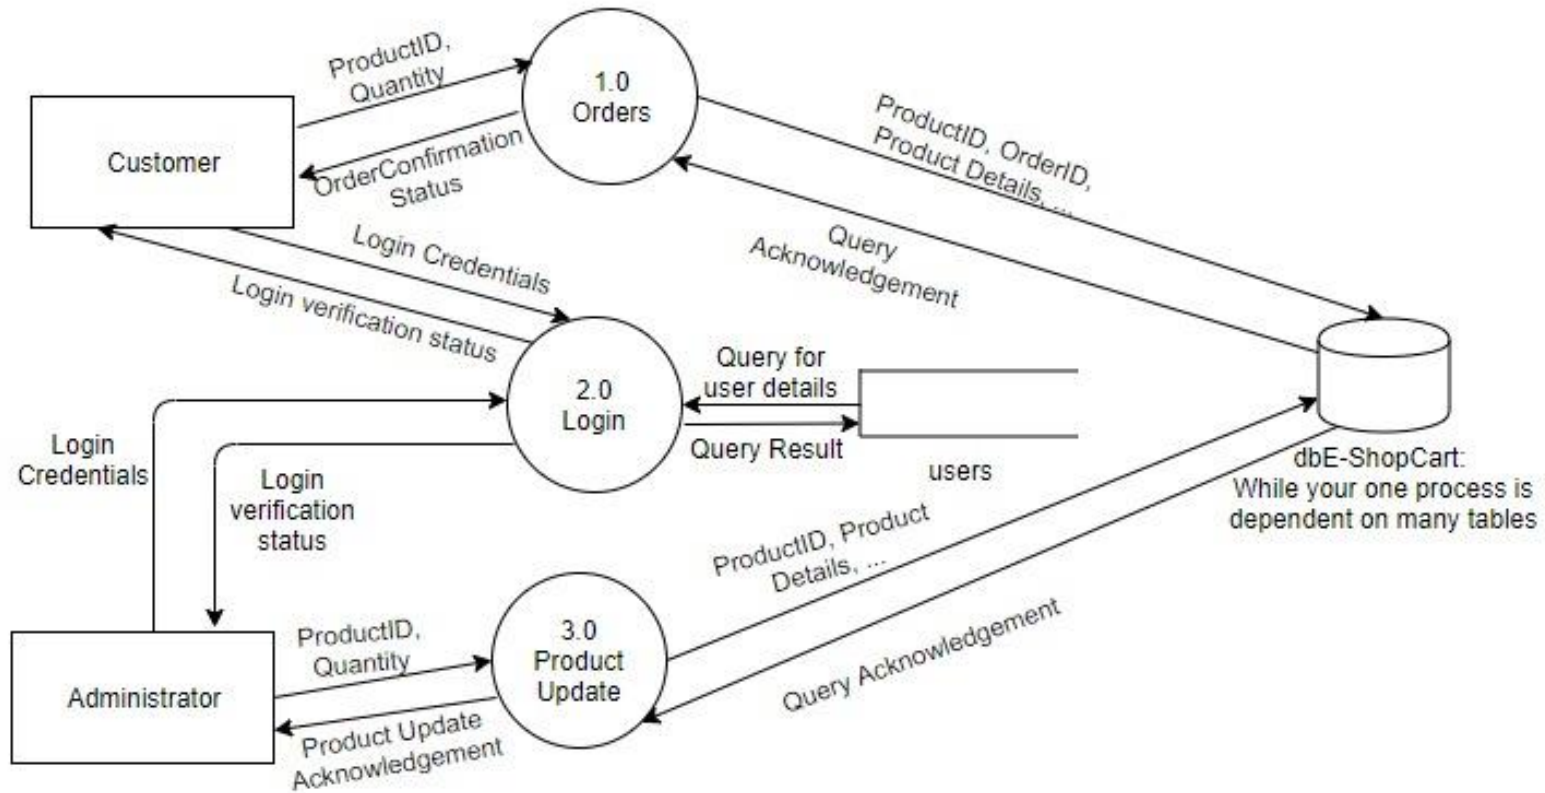 ProductID,
Quantity
1.0
Orders
ProductID, OrderID,
Product Details, ...
Customer
OrderConfirmation
Status
Query
Acknowledgement
Login Credentials
Login verification status
2.0
Login
Query for
user details
Query Result
users
dbE-ShopCart:
While your one process is
dependent on many tables
Login
Credentials
Login
verification
status
ProductID, Product
Details, ...
Query Acknowledgement
3.0
Product
Update
ProductID,
Quantity
Administrator
Product Update
Acknowledgement